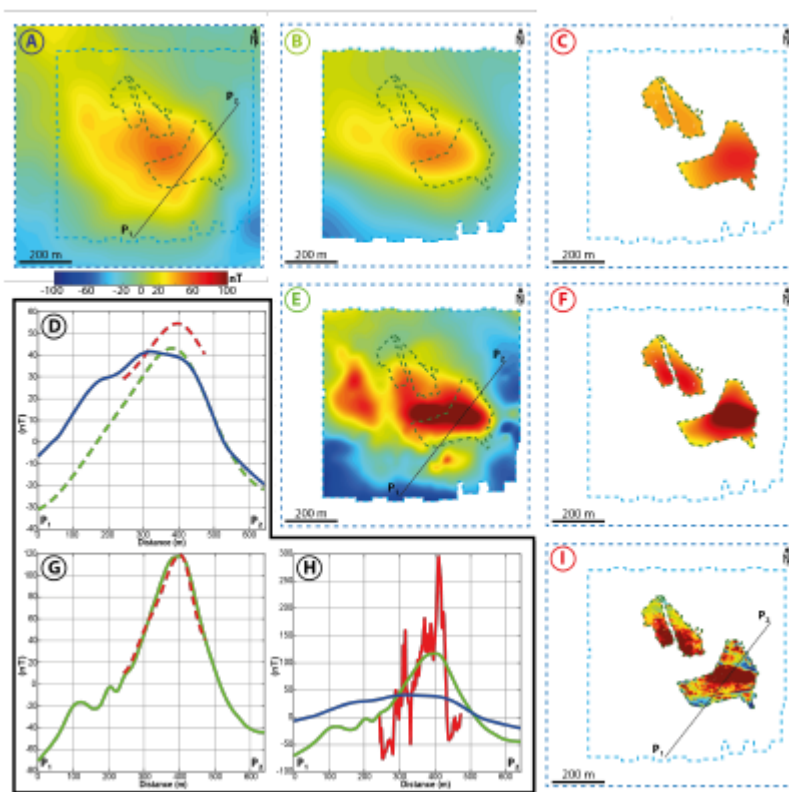 A
N
P₂
P₁
200 m
B
N
200 m
C
N
200 m
nT
-100 -60 -20 0 20 60 100
D
60
50
40
30
20
10
0
-10
-20
-30
-40
(nT)
0 100 200 300 400 500 600
P₁ Distance (m) P₂
E
N
P₂
P₁
200 m
F
N
200 m
G
120
100
80
60
40
20
0
-20
-40
-60
-80
(nT)
0 100 200 300 400 500 600
P₁ Distance (m) P₂
H
300
250
200
150
100
50
0
-50
-100
(nT)
0 100 200 300 400 500 600
P₁ Distance (m) P₂
I
N
P₂
P₁
200 m